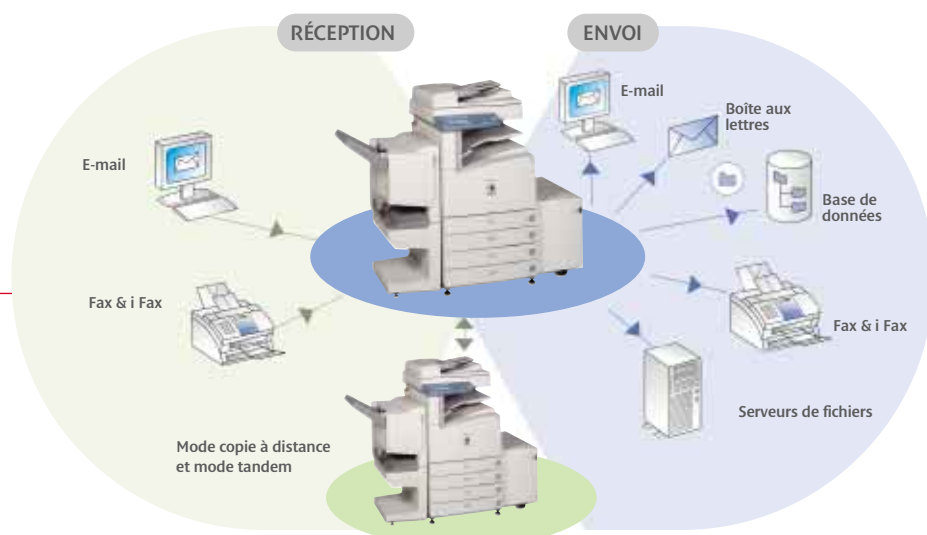 RÉCEPTION
ENVOI
E-mail
Boîte aux
lettres
E-mail
Base de
données
Fax & i Fax
Fax & i Fax
Serveurs de fichiers
Mode copie à distance
et mode tandem